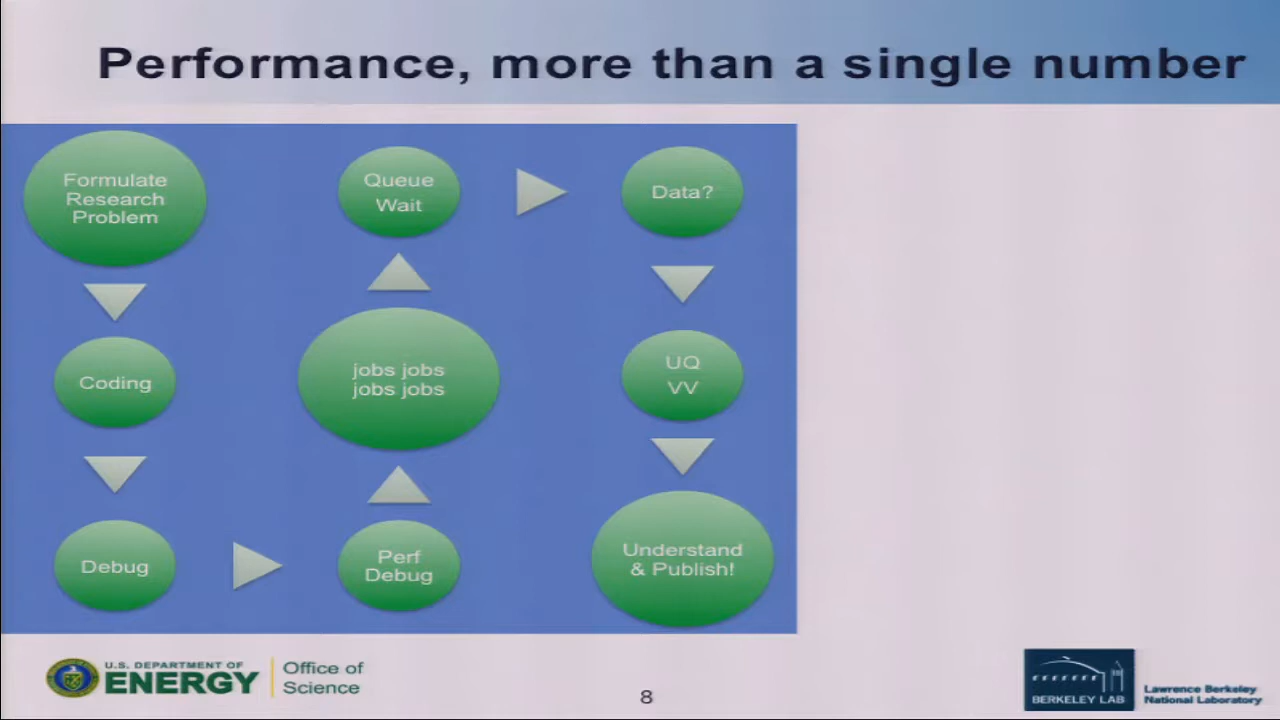 Performance, more than a single number
Formulate
Research
Problem
Coding
Debug
Perf
Debug
jobs jobs
jobs jobs
Queue
Wait
Data?
UQ
VV
Understand
& Publish!
U.S. DEPARTMENT OF
ENERGY
Office of
Science
8
BERKELEY LAB
Lawrence Berkeley
National Laboratory